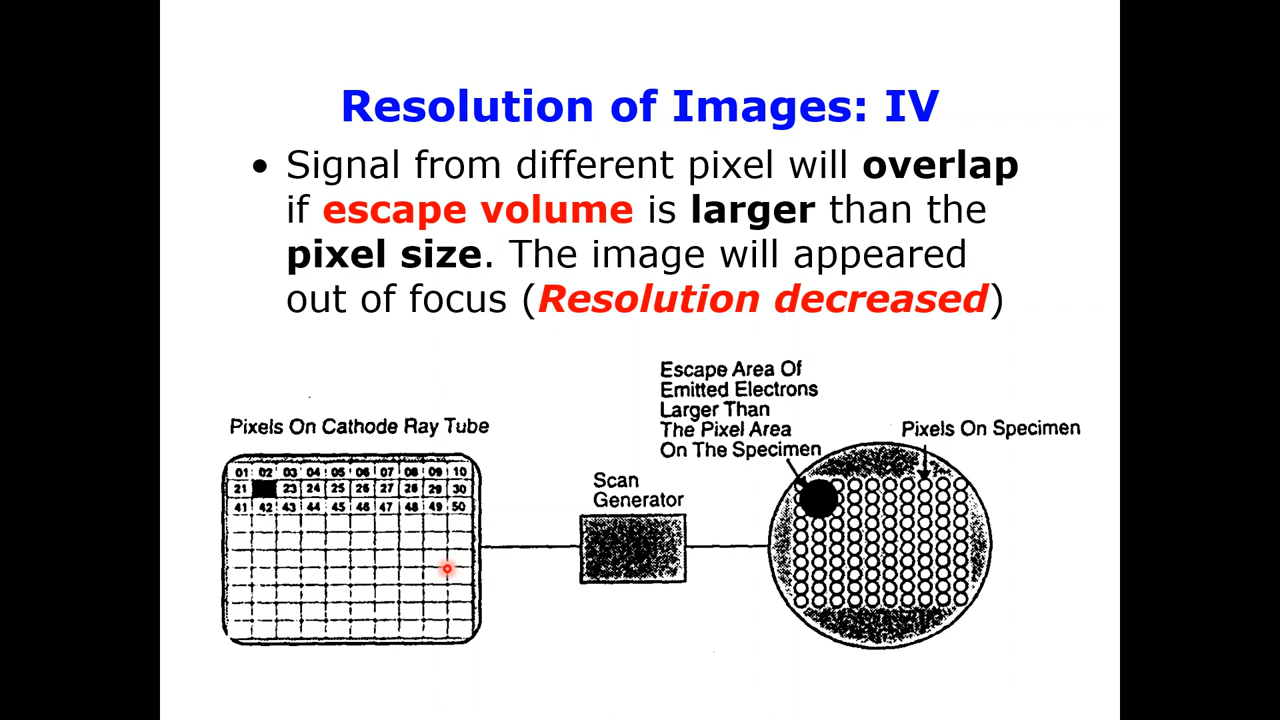 Resolution of Images: IV
• Signal from different pixel will overlap
if escape volume is larger than the
pixel size. The image will appeared
out of focus (Resolution decreased)
Escape Area Of
Emitted Electrons
Larger Than
The Pixel Area
On The Specimen
Pixels On Cathode Ray Tube
Pixels On Specimen
Scan
Generator
01 02 03 04 05 06 07 08 09 10
21 23 24 25 26 27 28 29 30
41 42 43 44 45 46 47 48 49 50